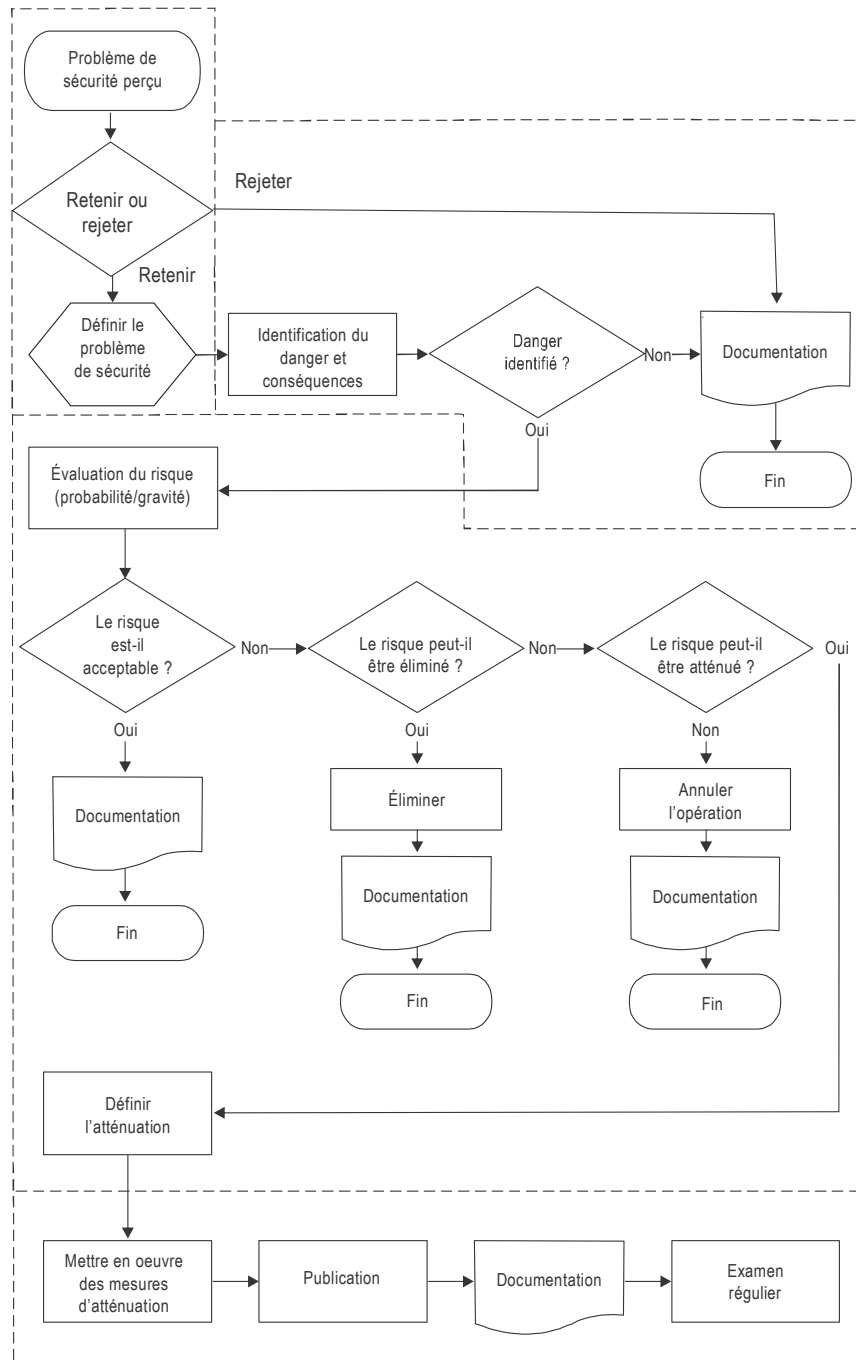 Problème de
sécurité perçu
Retenir ou
rejeter
Rejeter
Retenir
Définir le
problème
de sécurité
Identification du
danger et
conséquences
Danger
identifié ?
Non
Documentation
Oui
Fin
Évaluation du risque
(probabilité/gravité)
Le risque
est-il
acceptable ?
Non
Le risque peut-il
être éliminé ?
Non
Le risque peut-il
être atténué ?
Oui
Oui
Oui
Non
Documentation
Éliminer
Annuler
l'opération
Documentation
Documentation
Fin
Fin
Fin
Définir
l'atténuation
Mettre en oeuvre
des mesures
d'atténuation
Publication
Documentation
Examen
régulier